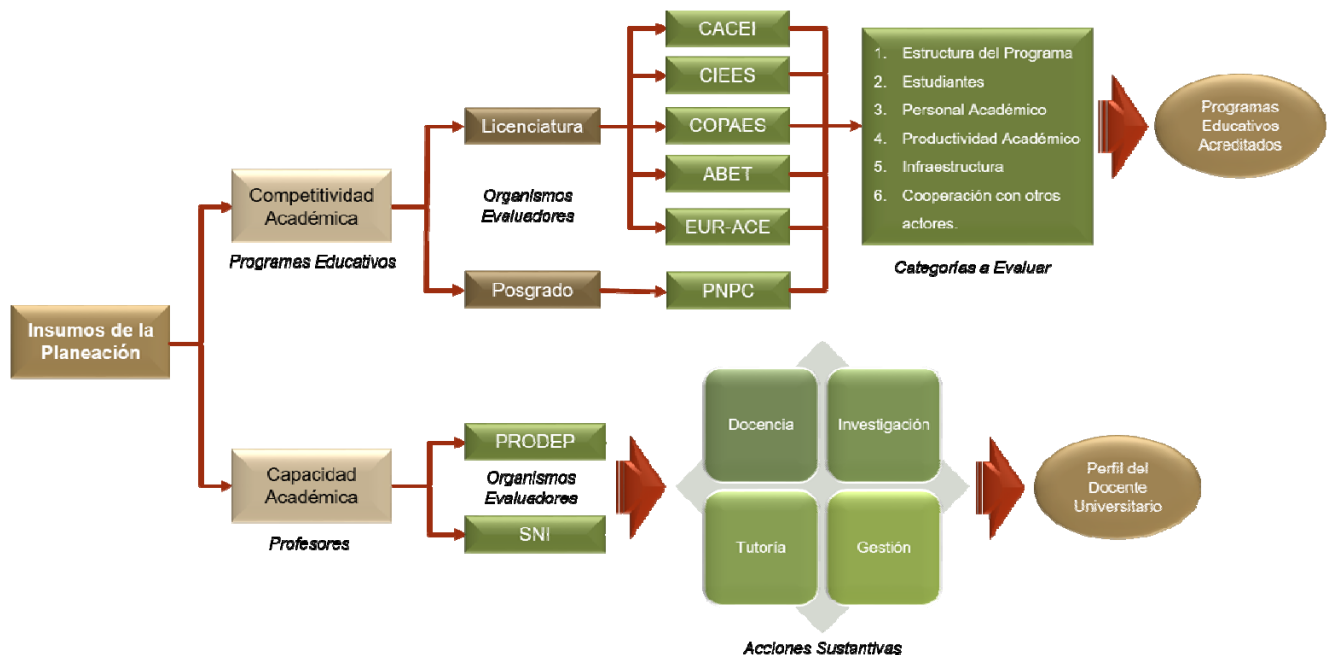 CACEI
CIEES
COPAES
ABET
EUR-ACE
PNPC
Licenciatura
Organismos
Evaluadores
Posgrado
1. Estructura del Programa
2. Estudiantes
3. Personal Académico
4. Productividad Académico
5. Infraestructura
6. Cooperación con otros
actores.
Categorías a Evaluar
Programas
Educativos
Acreditados
Competitividad
Académica
Programas Educativos
Insumos de la
Planeación
Capacidad
Académica
Profesores
PRODEP
Organismos
Evaluadores
SNI
Docencia
Investigación
Tutoría
Gestión
Acciones Sustantivas
Perfil del
Docente
Universitario